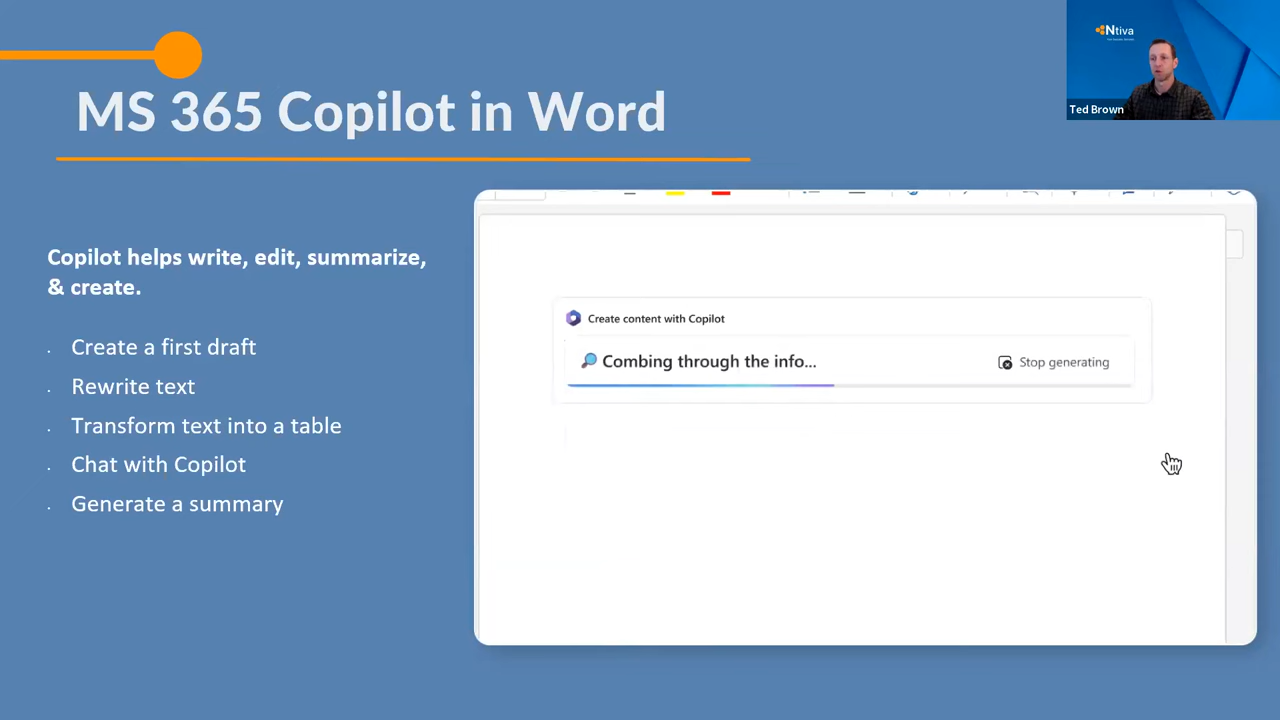 MS 365 Copilot in Word
Ntiva
Ted Brown
Copilot helps write, edit, summarize,
& create.
· Create a first draft
· Rewrite text
· Transform text into a table
· Chat with Copilot
· Generate a summary
Create content with Copilot
🔎 Combing through the info...
Stop generating